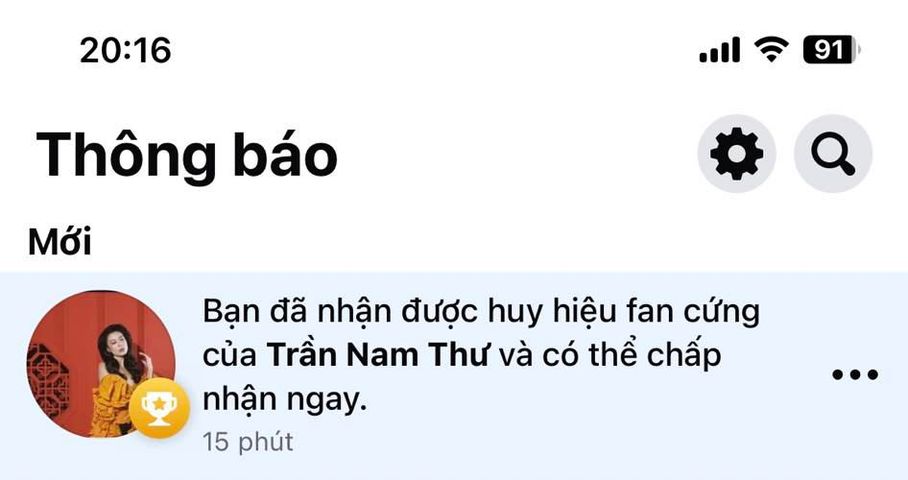 20:16
91
Thông báo
Mới
Bạn đã nhận được huy hiệu fan cứng
của Trần Nam Thư và có thể chấp
nhận ngay.
15 phút